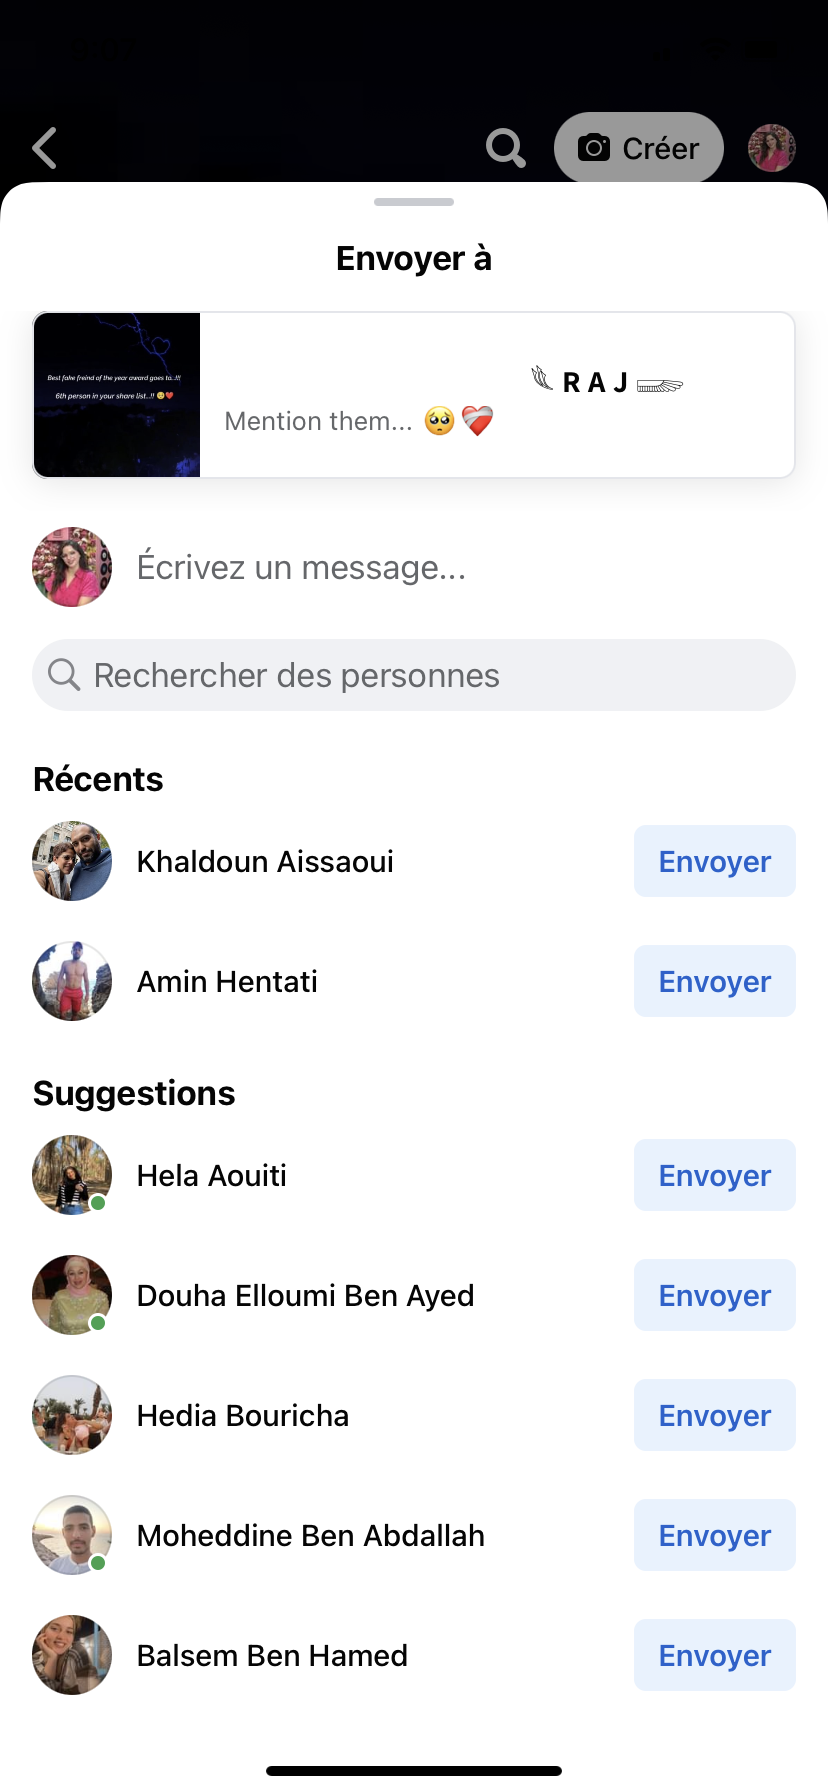 Créer
Envoyer à
Best fake freind of the year award goes to..!!!
6th person in your share list..!! 🥺❤️
R A J
Mention them... 🥺❤️‍🩹
Écrivez un message...
Rechercher des personnes
Récents
Khaldoun Aissaoui
Envoyer
Amin Hentati
Envoyer
Suggestions
Hela Aouiti
Envoyer
Douha Elloumi Ben Ayed
Envoyer
Hedia Bouricha
Envoyer
Moheddine Ben Abdallah
Envoyer
Balsem Ben Hamed
Envoyer